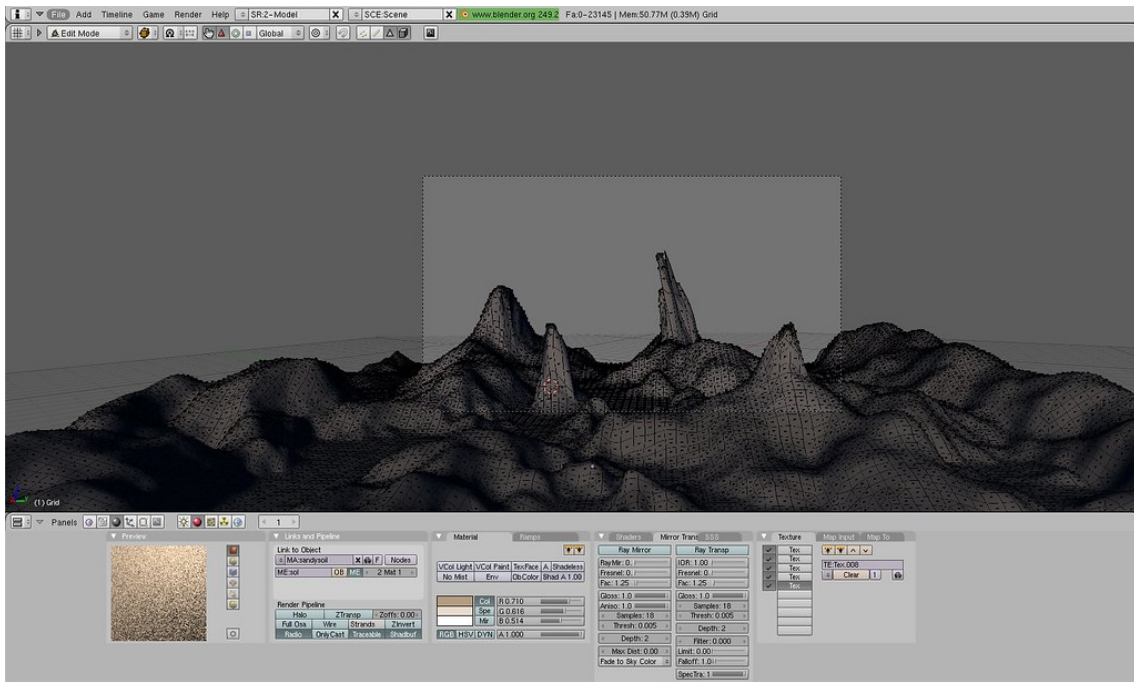 File Add Timeline Game Render Help SR:2-Model X SCE:Scene X www.blender.org 249.2 Fa:0-23145 | Mem:50.77M (0.39M) Grid
Edit Mode Global
(1) Grid
Panels 1
Preview
Links and Pipeline
Link to Object
MA:sandysoil X F Nodes
ME:sol OB ME 2 Mat 1
Render Pipeline
Halo ZTransp Zoffs: 0.00
Full Osa Wire Strands ZInvert
Radio OnlyCast Traceable Shadbuf
Material Ramps
VCol Light VCol Paint TexFace A Shadeless
No Mist Env ObColor Shad A 1.00
Col R 0.710
Spe G 0.616
Mir B 0.514
RGB HSV DYN A 1.000
Shaders Mirror Trans SSS
Ray Mirror Ray Transp
RayMir: 0. IOR: 1.00
Fresnel: 0. Fresnel: 0.
Fac: 1.25 Fac: 1.25
Gloss: 1.0 Gloss: 1.0
Aniso: 1.0 Samples: 18
Samples: 18 Thresh: 0.005
Thresh: 0.005 Depth: 2
Depth: 2 Filter: 0.000
Max Dist: 0.00 Limit: 0.00
Fade to Sky Color Falloff: 1.0
SpecTra: 1
Texture Map Input Map To
Tex
Tex TE:Tex.008
Tex Clear 1
Tex
Tex